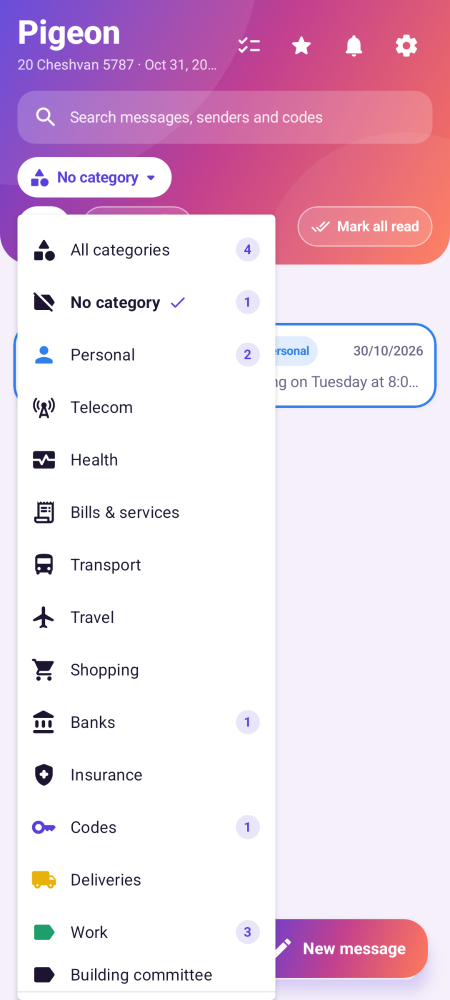 Pigeon
20 Cheshvan 5787 · Oct 31, 20…
Search messages, senders and codes
No category
Mark all read
All categories 4
No category 1
Personal 2
ersonal 30/10/2026
ng on Tuesday at 8:0…
Telecom
Health
Bills & services
Transport
Travel
Shopping
Banks 1
Insurance
Codes 1
Deliveries
Work 3
New message
Building committee